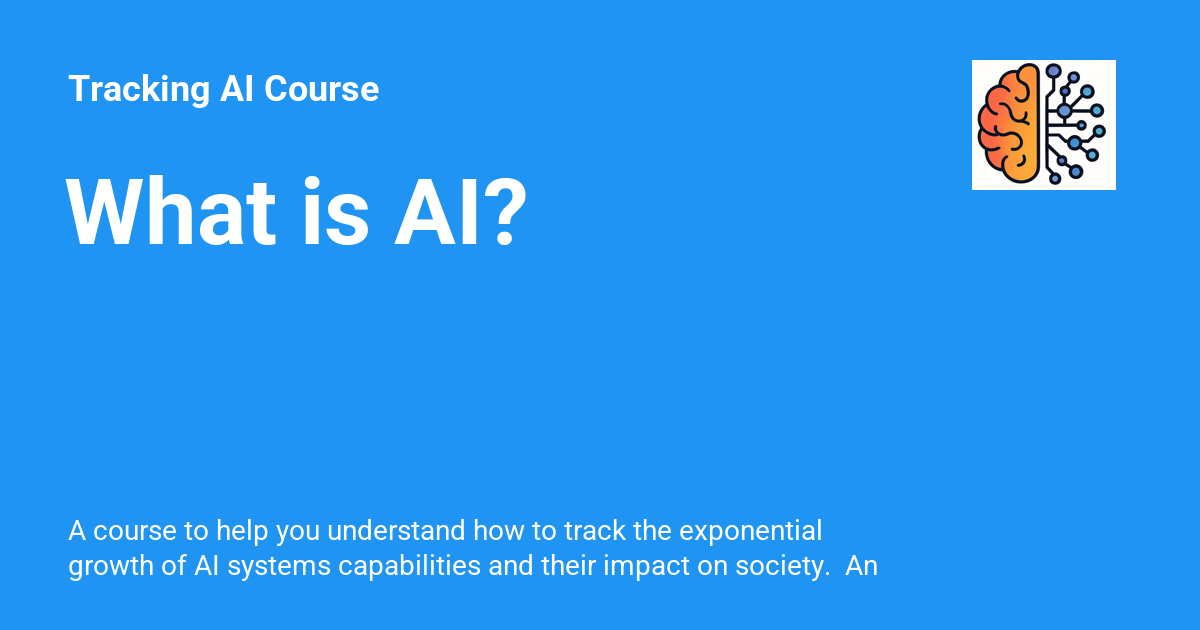 Tracking AI Course
What is AI?
A course to help you understand how to track the exponential
growth of AI systems capabilities and their impact on society.  An